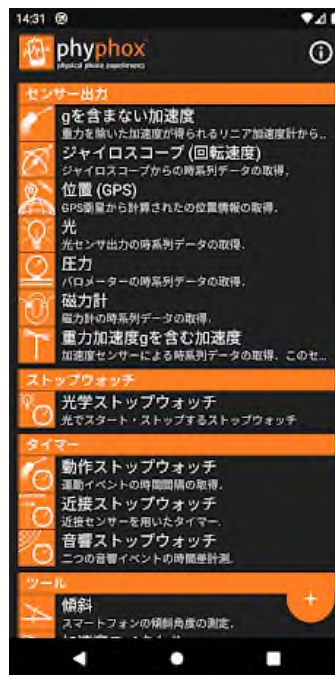 14:31
phyphox
physical phone experiments
センサー出力
gを含まない加速度
重力を除いた加速度が得られるリニア加速度計から...
ジャイロスコープ (回転速度)
ジャイロスコープからの時系列データの取得.
位置 (GPS)
GPS衛星から計算されたの位置情報の取得.
光
光センサ出力の時系列データの取得.
圧力
バロメーターの時系列データの取得.
磁力計
磁力計の時系列データの取得.
重力加速度gを含む加速度
加速度センサーによる時系列データの取得. このセ...
ストップウォッチ
光学ストップウォッチ
光でスタート・ストップするストップウォッチ
タイマー
動作ストップウォッチ
運動イベントの時間間隔の取得.
近接ストップウォッチ
近接センサーを用いたタイマー.
音響ストップウォッチ
二つの音響イベントの時間差計測.
ツール
傾斜
スマートフォンの傾斜角度の測定.